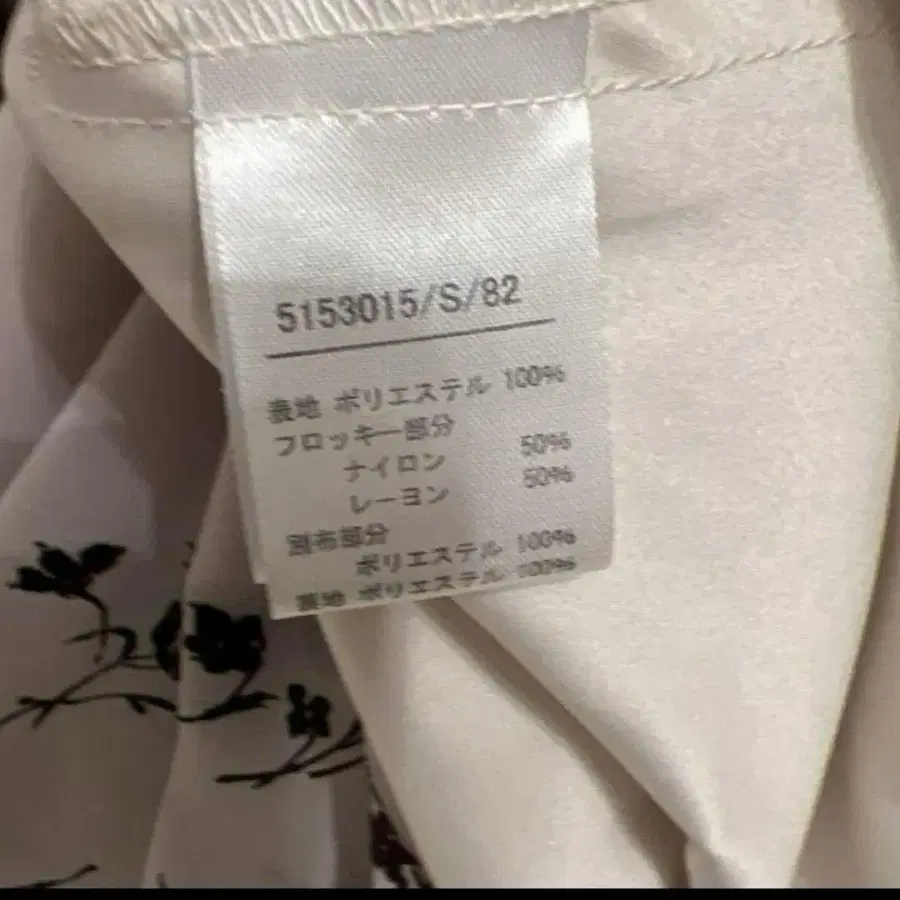 5153015/S/82
表地 ポリエステル 100%
フロッキー部分
ナイロン 50%
レーヨン 50%
別布部分
ポリエステル 100%
表地 ポリエステル 100%